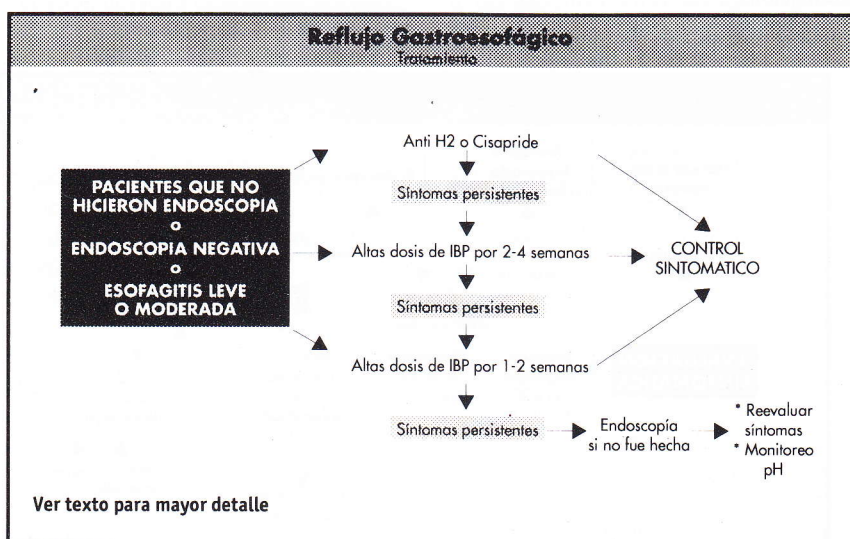 Reflujo Gastroesofágico
Tratamiento
PACIENTES QUE NO
HICIERON ENDOSCOPIA
o
ENDOSCOPIA NEGATIVA
o
ESOFAGITIS LEVE
O MODERADA
Anti H2 o Cisapride
Síntomas persistentes
Altas dosis de IBP por 2-4 semanas
Síntomas persistentes
Altas dosis de IBP por 1-2 semanas
Síntomas persistentes
CONTROL
SINTOMATICO
Endoscopía
si no fue hecha
* Reevaluar
síntomas
* Monitoreo
pH
Ver texto para mayor detalle